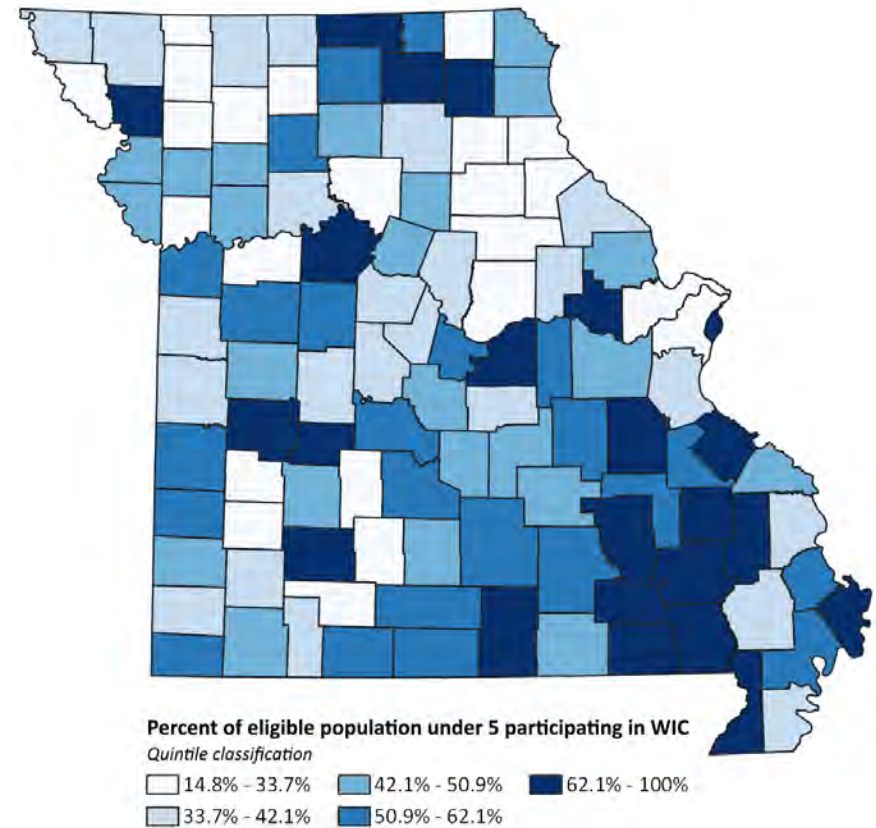 Percent of eligible population under 5 participating in WIC
Quintile classification
14.8% - 33.7% 42.1% - 50.9% 62.1% - 100%
33.7% - 42.1% 50.9% - 62.1%